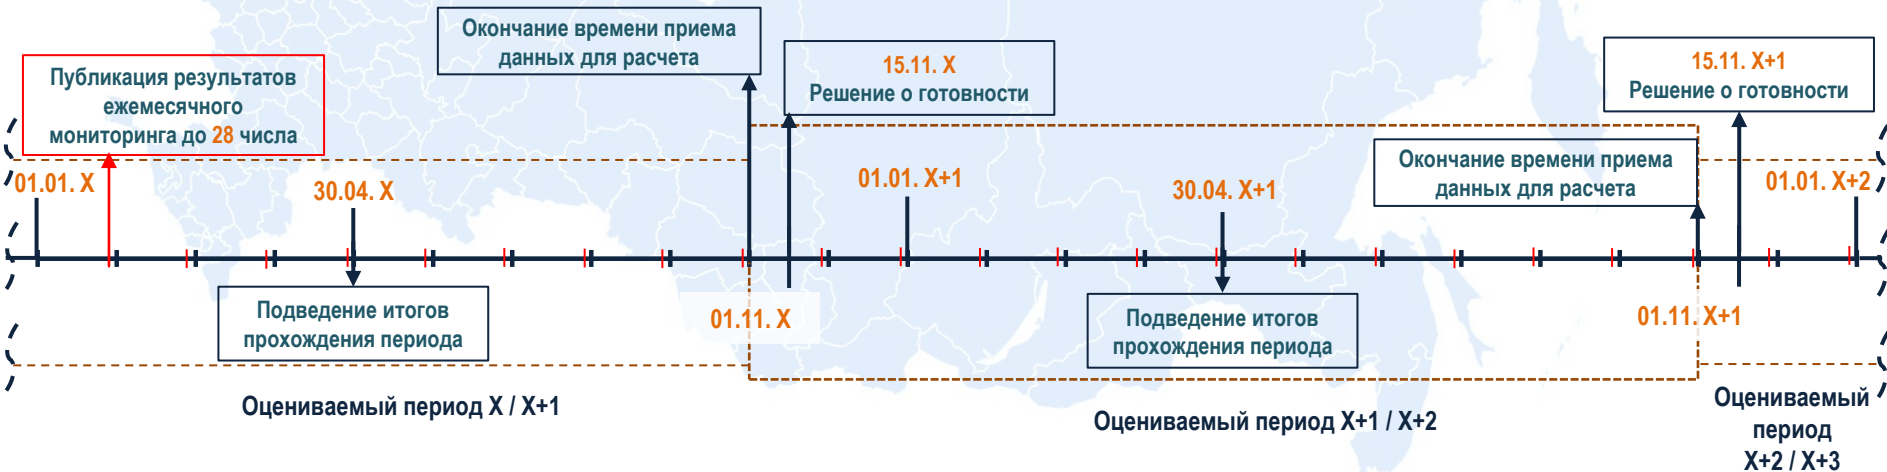 Публикация результатов
ежемесячного
мониторинга до 28 числа
Окончание времени приема
данных для расчета
15.11. X
Решение о готовности
15.11. X+1
Решение о готовности
Окончание времени приема
данных для расчета
01.01. X
30.04. X
01.01. X+1
30.04. X+1
01.01. X+2
Подведение итогов
прохождения периода
01.11. X
Подведение итогов
прохождения периода
01.11. X+1
Оцениваемый период X / X+1
Оцениваемый период X+1 / X+2
Оцениваемый
период
X+2 / X+3